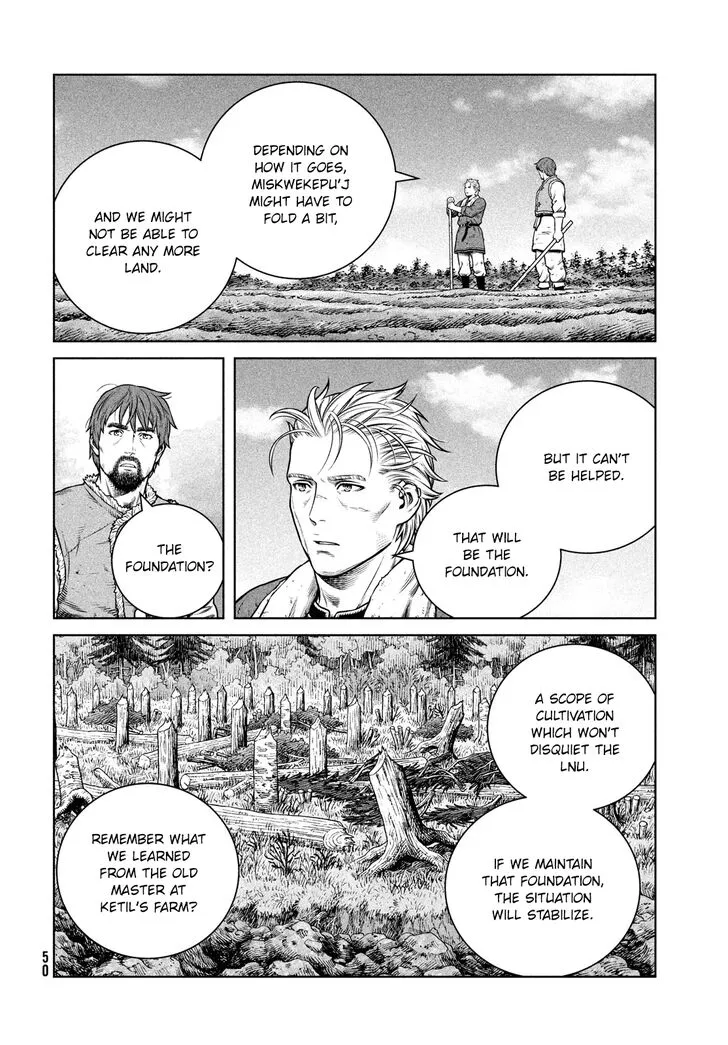 DEPENDING ON
HOW IT GOES,
MISKWEKEPU'J
MIGHT HAVE TO
FOLD A BIT,
AND WE MIGHT
NOT BE ABLE TO
CLEAR ANY MORE
LAND.
THE
FOUNDATION?
BUT IT CAN'T
BE HELPED.
THAT WILL
BE THE
FOUNDATION.
A SCOPE OF
CULTIVATION
WHICH WON'T
DISQUIET THE
LNU.
IF WE MAINTAIN
THAT FOUNDATION,
THE SITUATION
WILL STABILIZE.
REMEMBER WHAT
WE LEARNED
FROM THE OLD
MASTER AT
KETIL'S FARM?
50